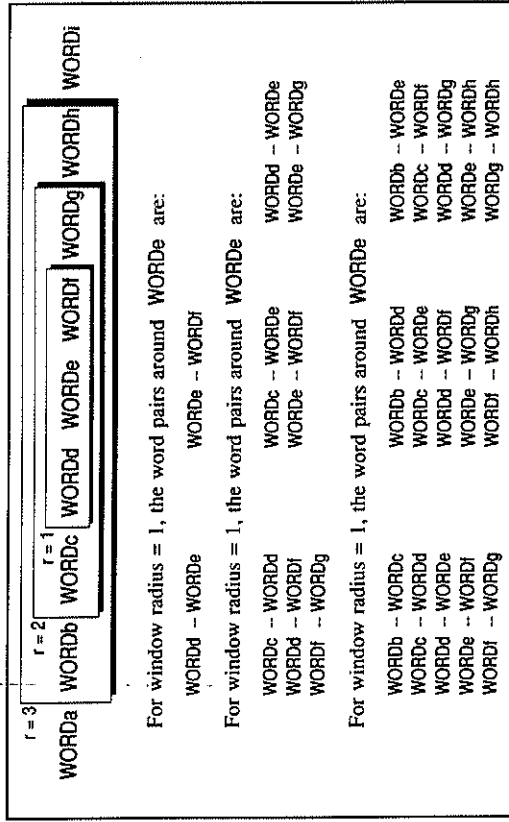 r = 3
r = 2
r = 1
WORDa WORDb WORDc WORDd WORDe WORDf WORDg WORDh WORDi
For window radius = 1, the word pairs around WORDe are:
WORDd -- WORDe WORDe -- WORDf
For window radius = 1, the word pairs around WORDe are:
WORDc -- WORDd WORDc -- WORDe WORDd -- WORDe
WORDd -- WORDf WORDe -- WORDf WORDe -- WORDg
WORDf -- WORDg
For window radius = 1, the word pairs around WORDe are:
WORDb -- WORDc WORDb -- WORDd WORDb -- WORDe
WORDc -- WORDd WORDc -- WORDe WORDc -- WORDf
WORDd -- WORDe WORDd -- WORDf WORDd -- WORDg
WORDe -- WORDf WORDe -- WORDg WORDe -- WORDh
WORDf -- WORDg WORDf -- WORDh WORDg -- WORDh